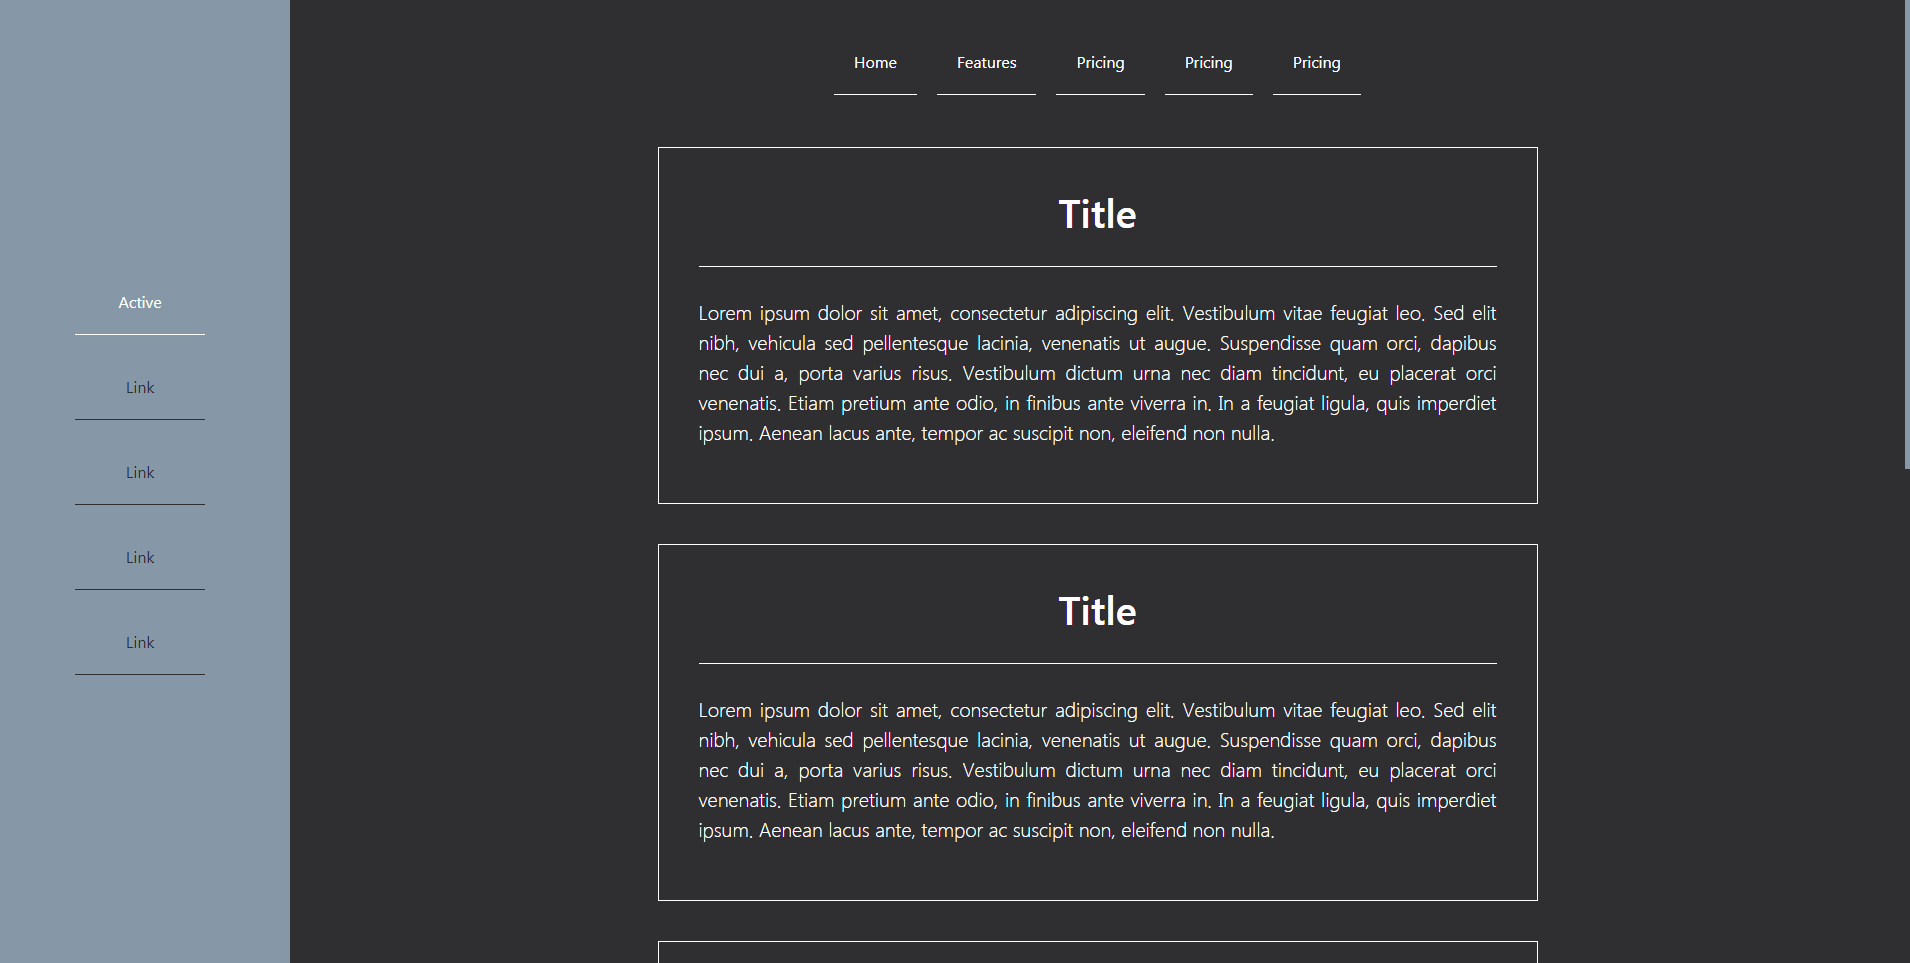 Home Features Pricing Pricing Pricing
Active
Link
Link
Link
Link
Title
Lorem ipsum dolor sit amet, consectetur adipiscing elit. Vestibulum vitae feugiat leo. Sed elit
nibh, vehicula sed pellentesque lacinia, venenatis ut augue. Suspendisse quam orci, dapibus
nec dui a, porta varius risus. Vestibulum dictum urna nec diam tincidunt, eu placerat orci
venenatis. Etiam pretium ante odio, in finibus ante viverra in. In a feugiat ligula, quis imperdiet
ipsum. Aenean lacus ante, tempor ac suscipit non, eleifend non nulla.
Title
Lorem ipsum dolor sit amet, consectetur adipiscing elit. Vestibulum vitae feugiat leo. Sed elit
nibh, vehicula sed pellentesque lacinia, venenatis ut augue. Suspendisse quam orci, dapibus
nec dui a, porta varius risus. Vestibulum dictum urna nec diam tincidunt, eu placerat orci
venenatis. Etiam pretium ante odio, in finibus ante viverra in. In a feugiat ligula, quis imperdiet
ipsum. Aenean lacus ante, tempor ac suscipit non, eleifend non nulla.